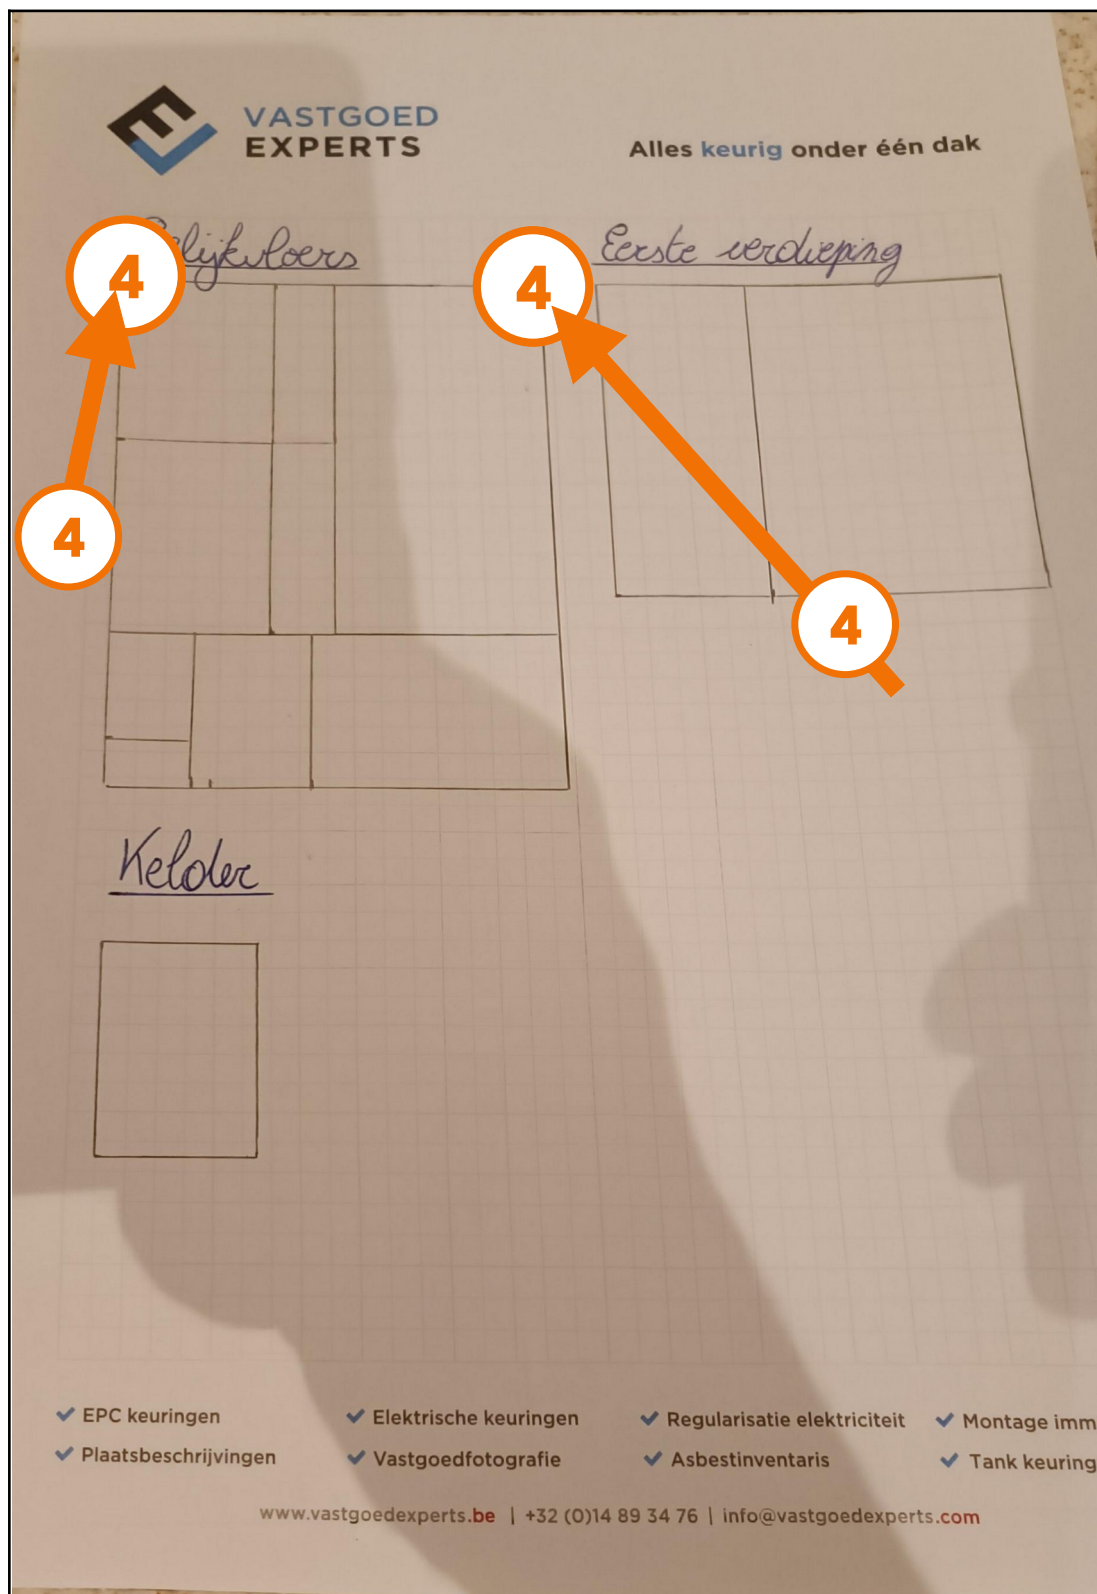 VASTGOED
EXPERTS
Alles keurig onder één dak
Eerste verdieping
4
4
4
4
Kelder
EPC keuringen
Elektrische keuringen
Regularisatie elektriciteit
Montage imm
Plaatsbeschrijvingen
Vastgoedfotografie
Asbestinventaris
Tank keuring
www.vastgoedexperts.be | +32 (0)14 89 34 76 | info@vastgoedexperts.com